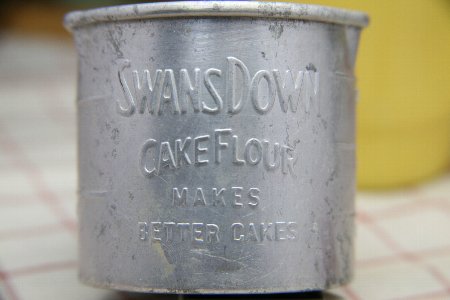 SWANS DOWN
CAKE FLOUR
MAKES
BETTER CAKES